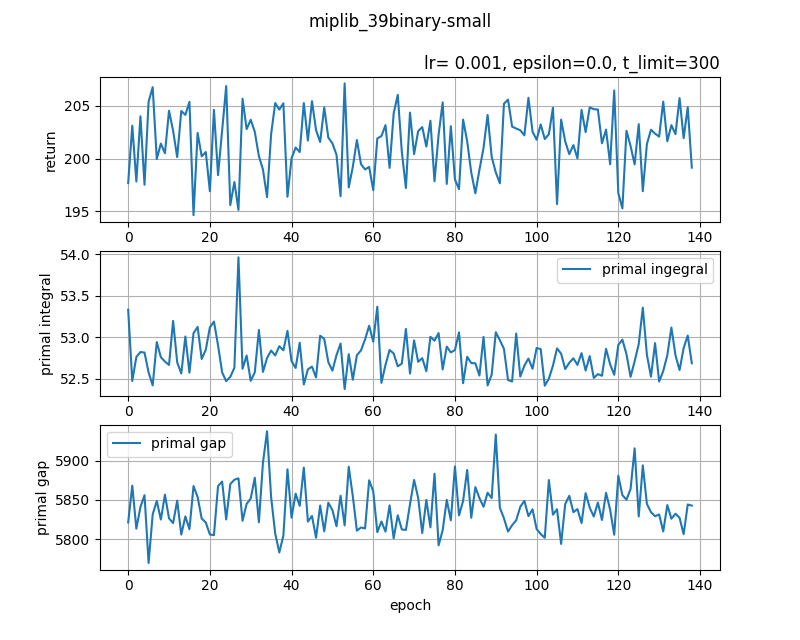 miplib_39binary-small
lr= 0.001, epsilon=0.0, t_limit=300
return
205
200
195
0 20 40 60 80 100 120 140
primal integral
54.0
53.5
53.0
52.5
primal ingegral
0 20 40 60 80 100 120 140
primal gap
5900
5850
5800
primal gap
0 20 40 60 80 100 120 140
epoch